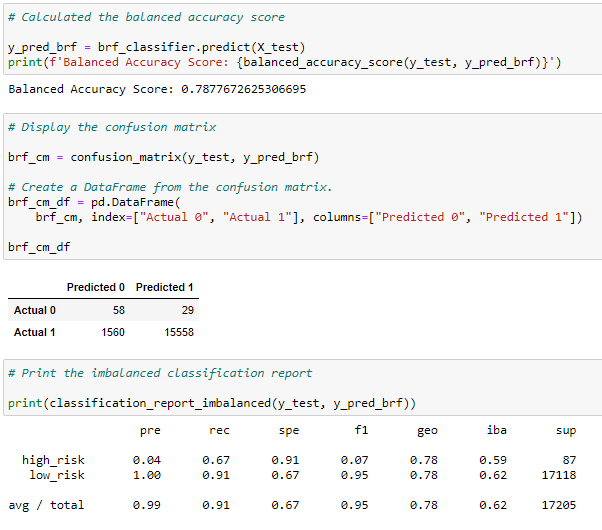 # Calculated the balanced accuracy score
y_pred_brf = brf_classifier.predict(X_test)
print(f'Balanced Accuracy Score: {balanced_accuracy_score(y_test, y_pred_brf)}')
Balanced Accuracy Score: 0.7877672625306695
# Display the confusion matrix
brf_cm = confusion_matrix(y_test, y_pred_brf)
# Create a DataFrame from the confusion matrix.
brf_cm_df = pd.DataFrame(
brf_cm, index=["Actual 0", "Actual 1"], columns=["Predicted 0", "Predicted 1"])
brf_cm_df
Predicted 0 Predicted 1
Actual 0 58 29
Actual 1 1560 15558
# Print the imbalanced classification report
print(classification_report_imbalanced(y_test, y_pred_brf))
pre rec spe f1 geo iba sup
high_risk 0.04 0.67 0.91 0.07 0.78 0.59 87
low_risk 1.00 0.91 0.67 0.95 0.78 0.62 17118
avg / total 0.99 0.91 0.67 0.95 0.78 0.62 17205